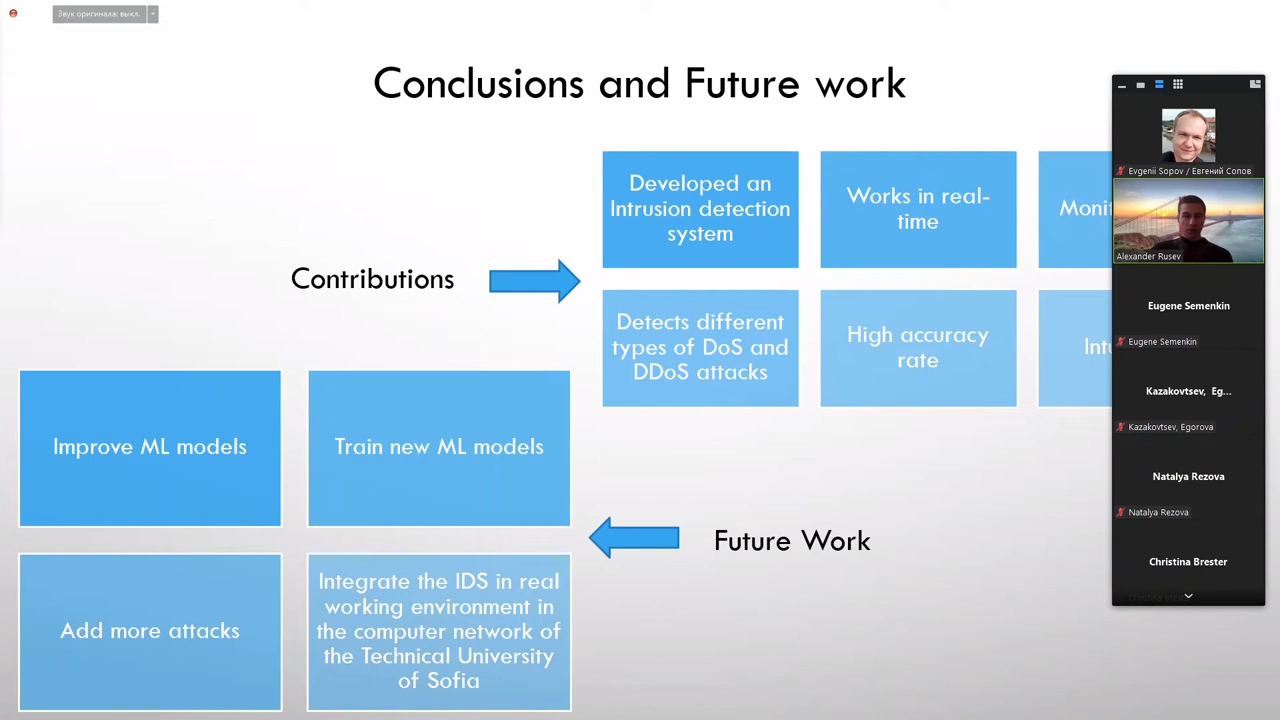 Звук оригинала: выкл.
Conclusions and Future work
Contributions
Developed an
Intrusion detection
system
Works in real-
time
Detects different
types of DoS and
DDoS attacks
High accuracy
rate
Improve ML models
Train new ML models
Add more attacks
Integrate the IDS in real
working environment in
the computer network of
the Technical University
of Sofia
Future Work
Evgenii Sopov / Евгений Сопов
Alexander Rusev
Eugene Semenkin
Eugene Semenkin
Kazakovtsev, Eg...
Kazakovtsev, Egorova
Natalya Rezova
Natalya Rezova
Christina Brester